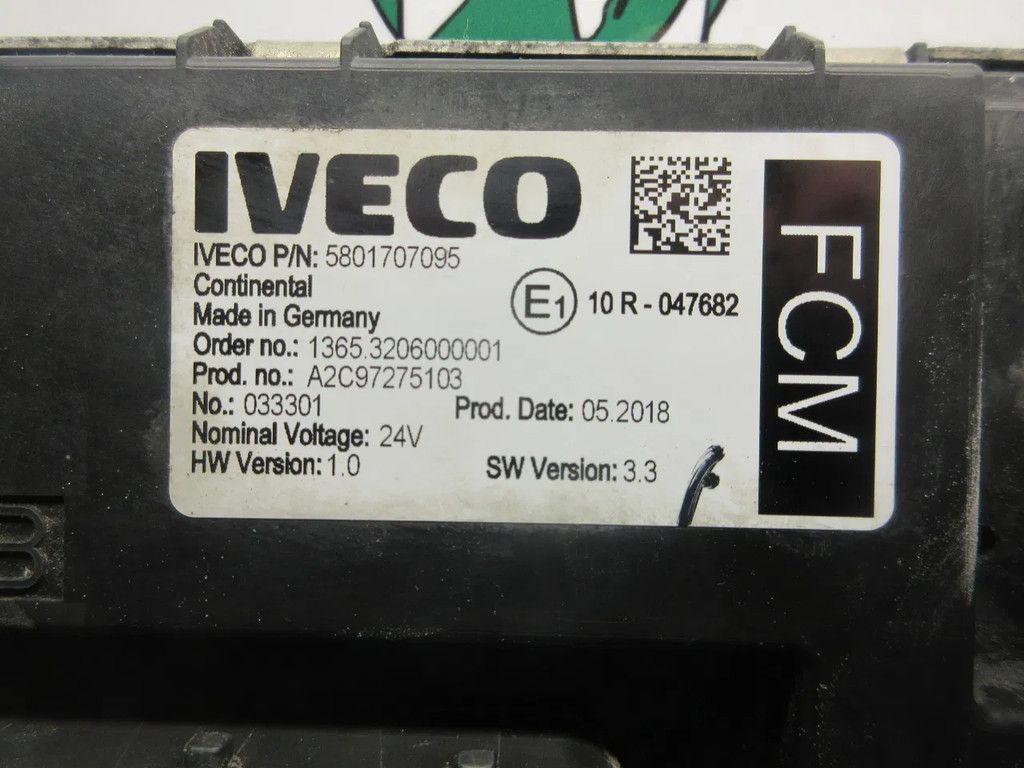 IVECO
IVECO P/N: 5801707095
Continental
Made in Germany
E1 10 R - 047682
Order no.: 1365.3206000001
Prod. no.: A2C97275103
No.: 033301 Prod. Date: 05.2018
Nominal Voltage: 24V
HW Version: 1.0 SW Version: 3.3
FCM
B